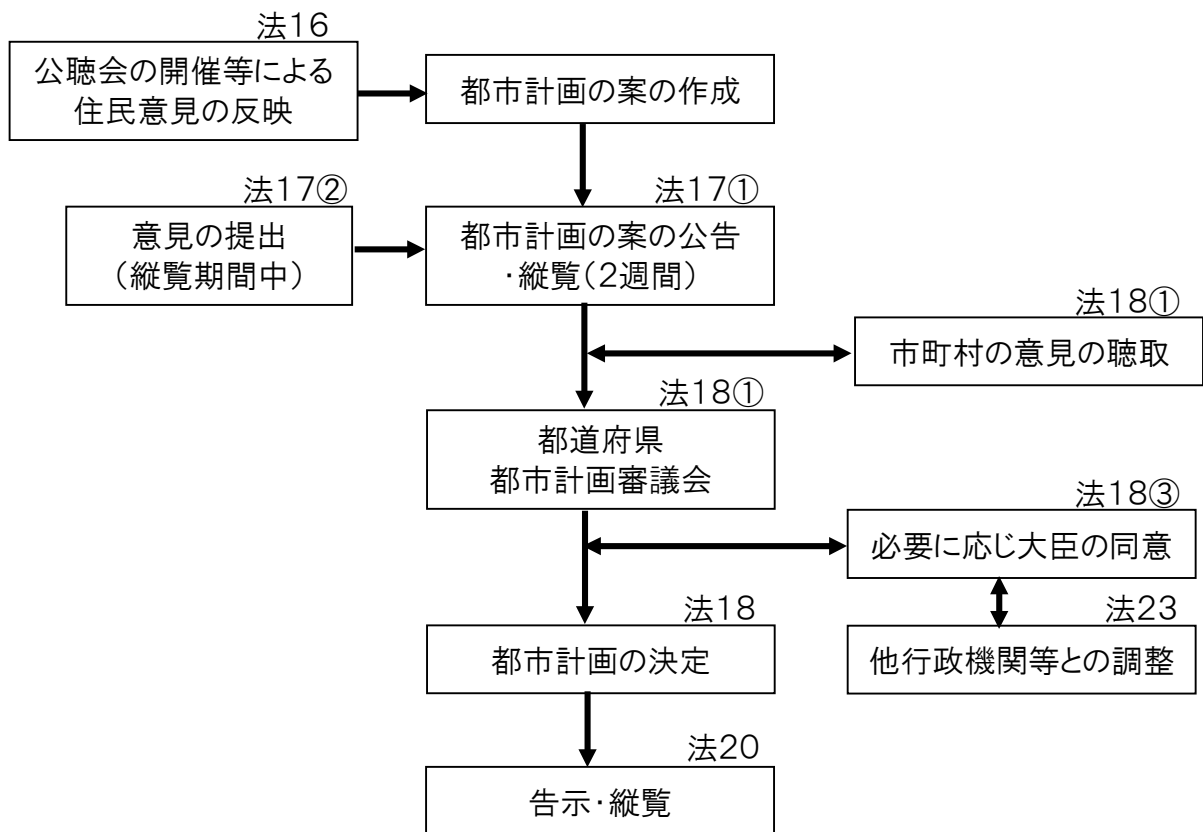 法16
公聴会の開催等による
住民意見の反映
都市計画の案の作成
法17②
意見の提出
（縦覧期間中）
法17①
都市計画の案の公告
・縦覧（2週間）
法18①
市町村の意見の聴取
法18①
都道府県
都市計画審議会
法18③
必要に応じ大臣の同意
法23
他行政機関等との調整
法18
都市計画の決定
法20
告示・縦覧